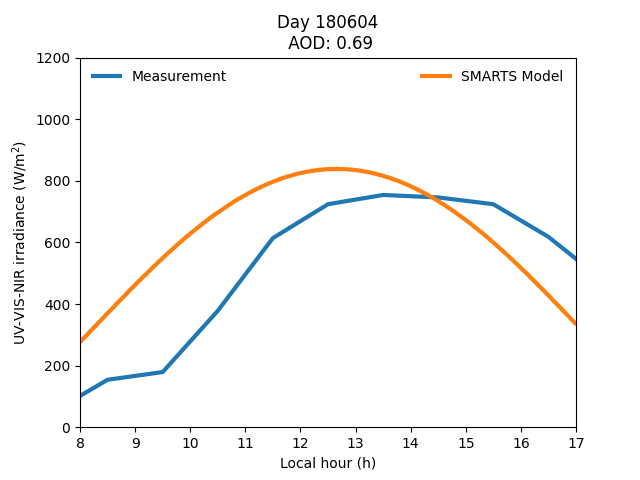 Day 180604
AOD: 0.69
Measurement
SMARTS Model
UV-VIS-NIR irradiance (W/m²)
1200
1000
800
600
400
200
0
8 9 10 11 12 13 14 15 16 17
Local hour (h)